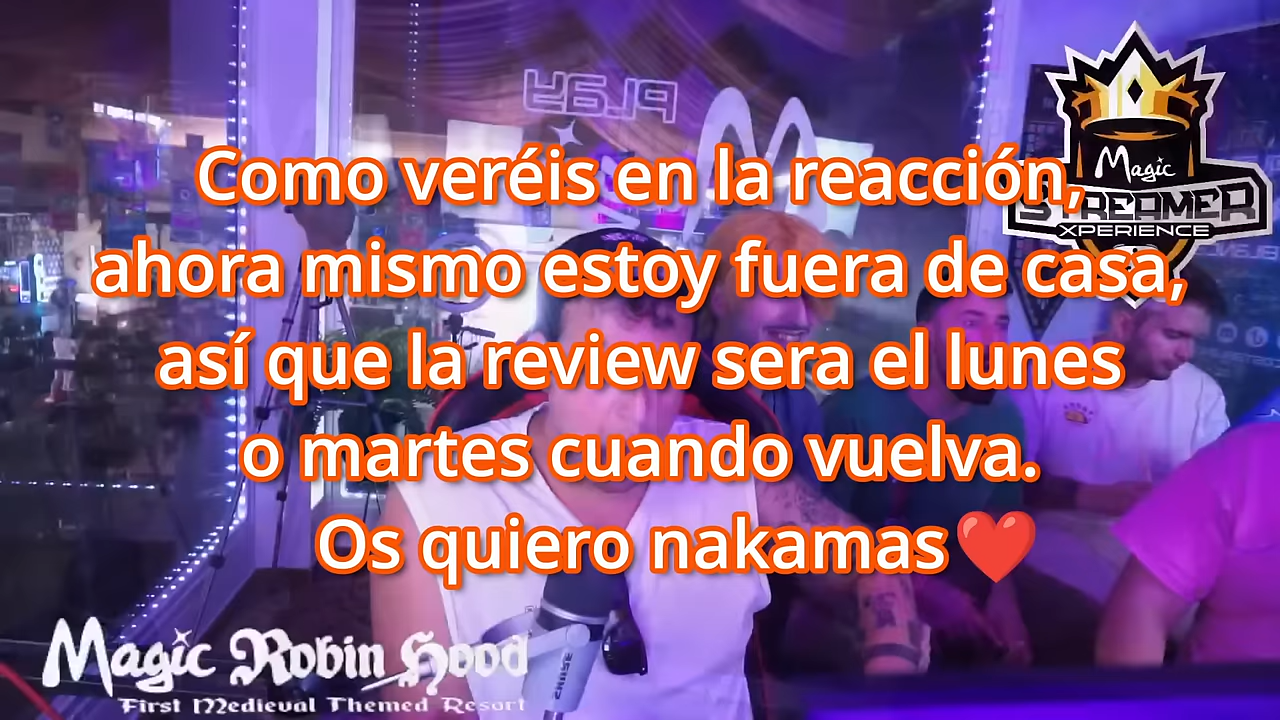 PLay
Magic
STREAMER
XPERIENCE
Como veréis en la reacción,
ahora mismo estoy fuera de casa,
así que la review sera el lunes
o martes cuando vuelva.
Os quiero nakamas❤️
Magic Robin Hood
First Medieval Themed Resort